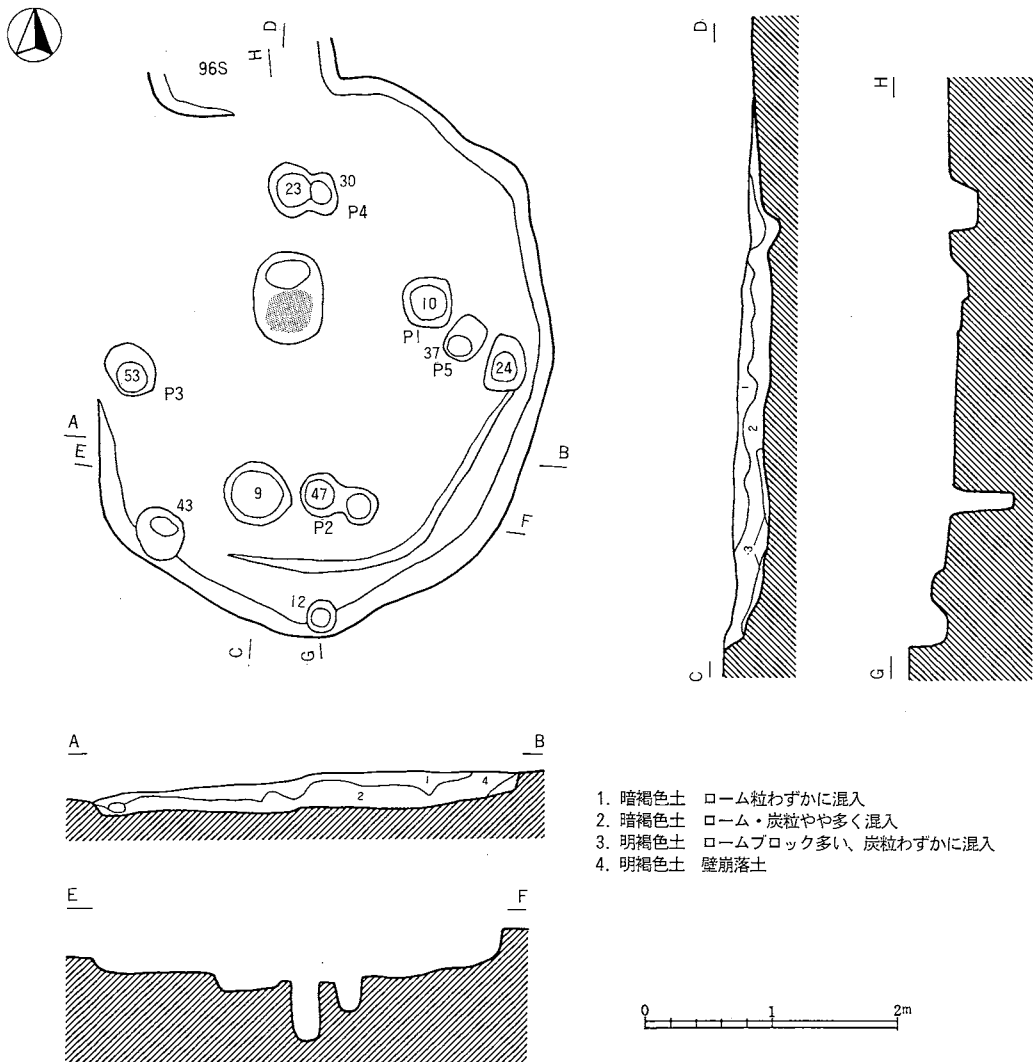 D
H
96S
23
30
P4
10
P1
37
P5
24
53
P3
A
E
B
F
9
47
P2
43
12
C
G
D
H
1
2
3
C
G
A
B
1
4
2
E
F
1. 暗褐色土 ローム粒わずかに混入
2. 暗褐色土 ローム・炭粒やや多く混入
3. 明褐色土 ロームブロック多い、炭粒わずかに混入
4. 明褐色土 壁崩落土
0 1 2m